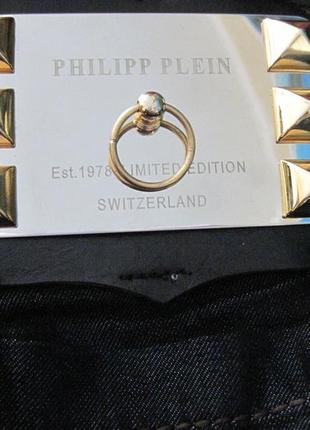 PHILIPP PLEIN
Est.1978 LIMITED EDITION
SWITZERLAND